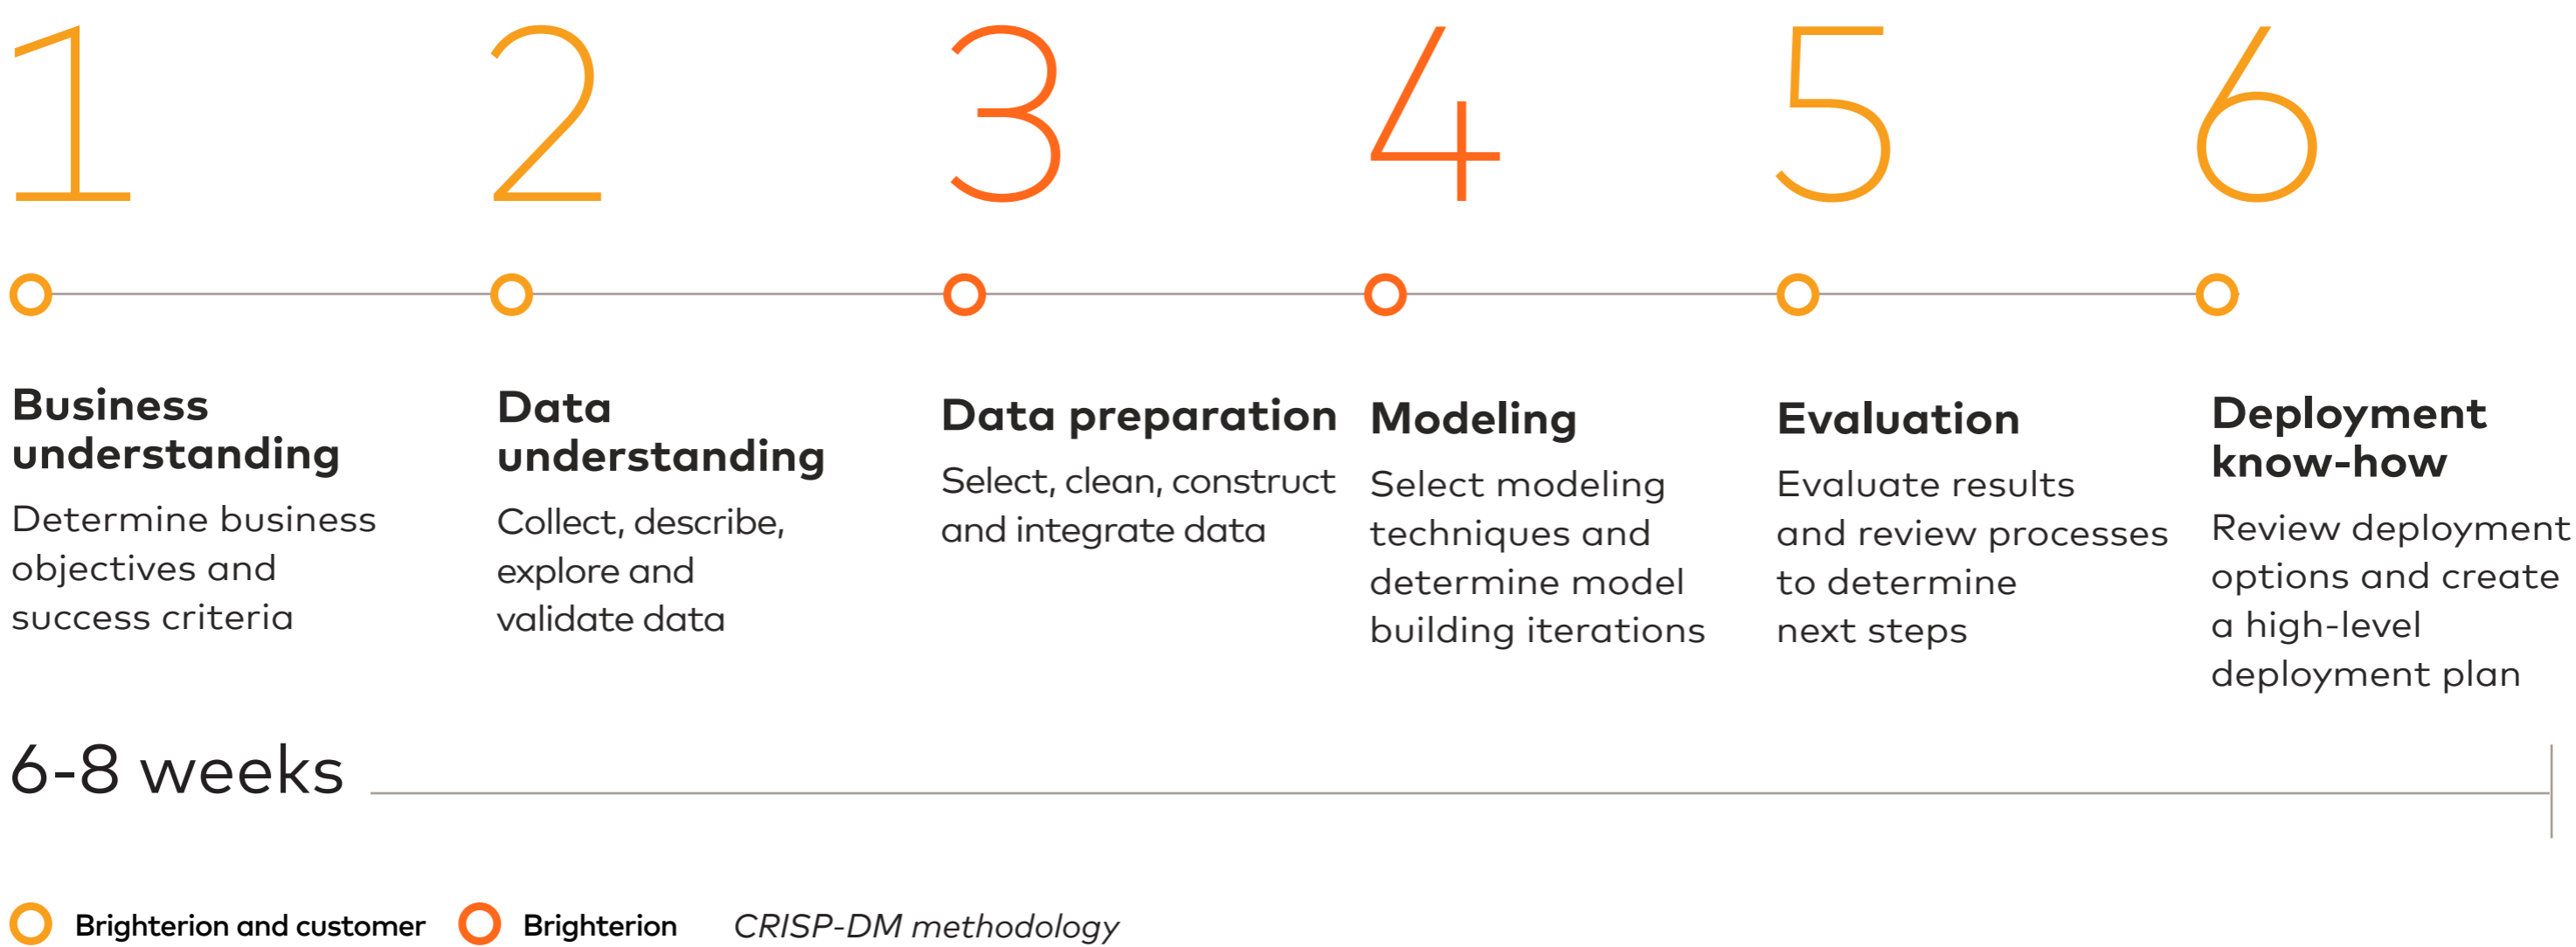 1
2
3
4
5
6
Business
understanding
Determine business
objectives and
success criteria
Data
understanding
Collect, describe,
explore and
validate data
Data preparation
Select, clean, construct
and integrate data
Modeling
Select modeling
techniques and
determine model
building iterations
Evaluation
Evaluate results
and review processes
to determine
next steps
Deployment
know-how
Review deployment
options and create
a high-level
deployment plan
6-8 weeks
Brighterion and customer
Brighterion
CRISP-DM methodology